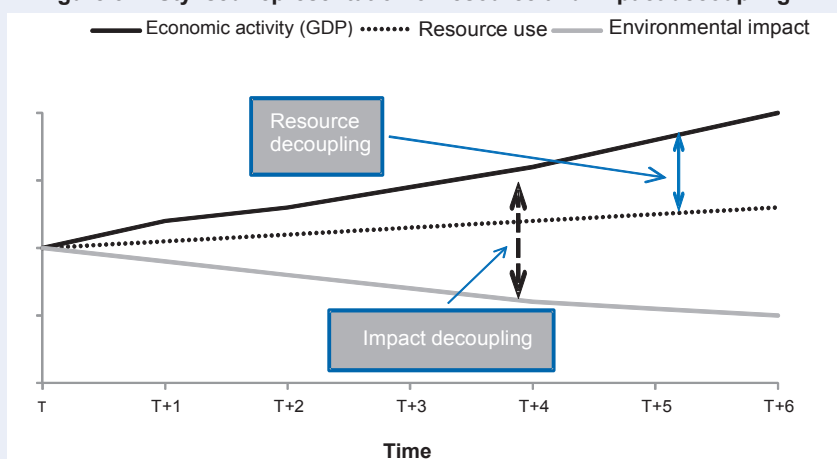 Economic activity (GDP) Resource use Environmental impact
Resource
decoupling
Impact decoupling
T T+1 T+2 T+3 T+4 T+5 T+6
Time